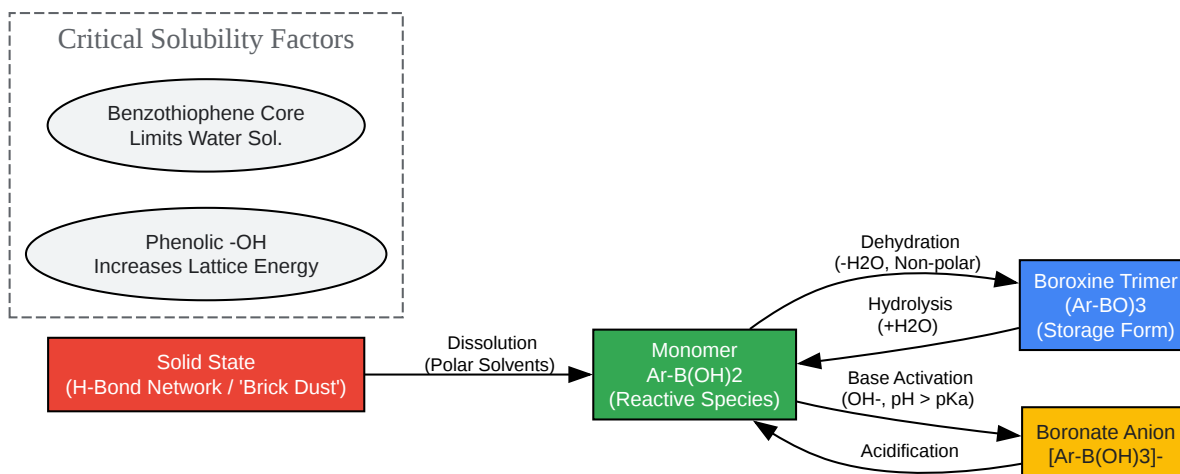 Critical Solubility Factors
Benzothiophene Core
Limits Water Sol.
Phenolic -OH
Increases Lattice Energy
Solid State
(H-Bond Network / 'Brick Dust')
Dissolution
(Polar Solvents)
Monomer
Ar-B(OH)2
(Reactive Species)
Dehydration
(-H2O, Non-polar)
Hydrolysis
(+H2O)
Base Activation
(OH-, pH > pKa)
Acidification
Boroxine Trimer
(Ar-BO)3
(Storage Form)
Boronate Anion
[Ar-B(OH)3]-